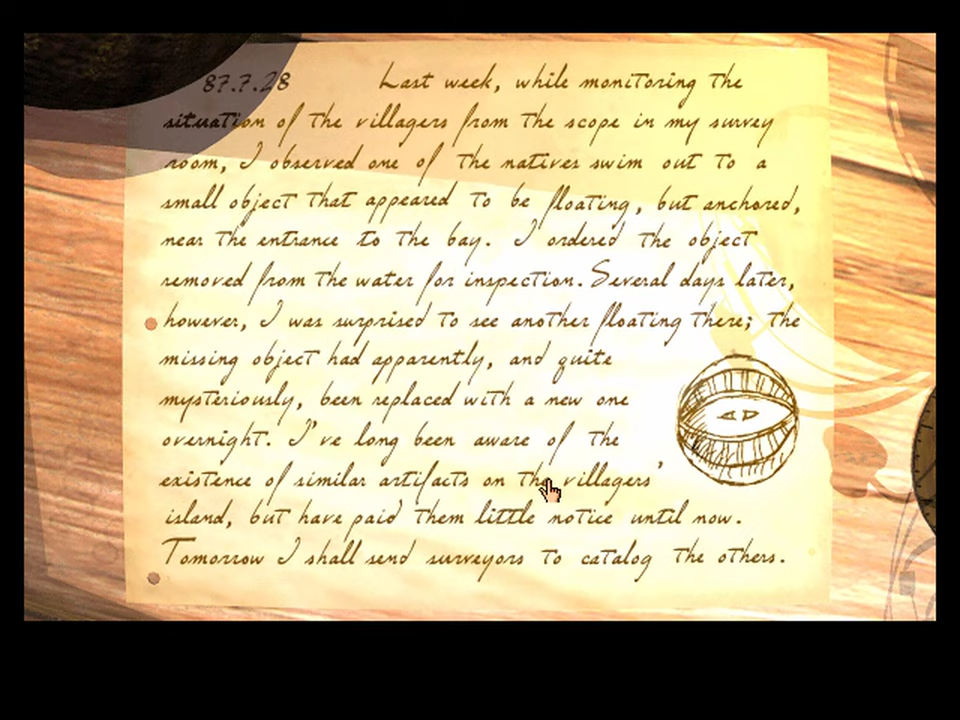 87.7.28 Last week, while monitoring the
situation of the villagers from the scope in my survey
room, I observed one of the natives swim out to a
small object that appeared to be floating, but anchored,
near the entrance to the bay. I ordered the object
removed from the water for inspection. Several days later,
however, I was surprised to see another floating there; the
missing object had apparently, and quite
mysteriously, been replaced with a new one
overnight. I've long been aware of the
existence of similar artifacts on the villagers'
island, but have paid them little notice until now.
Tomorrow I shall send surveyors to catalog the others.